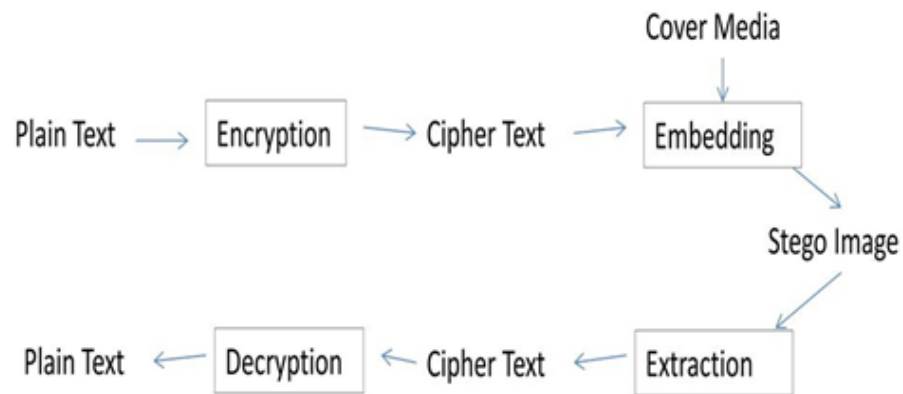 Cover Media
Plain Text
Encryption
Cipher Text
Embedding
Stego Image
Plain Text
Decryption
Cipher Text
Extraction